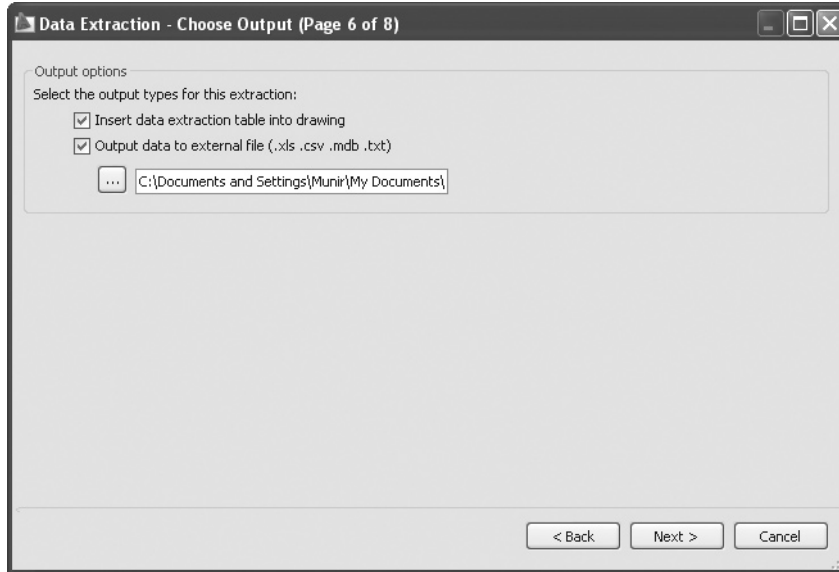 Data Extraction - Choose Output (Page 6 of 8)
Output options
Select the output types for this extraction:
Insert data extraction table into drawing
Output data to external file (.xls .csv .mdb .txt)
... C:\Documents and Settings\Munir\My Documents\
< Back Next > Cancel